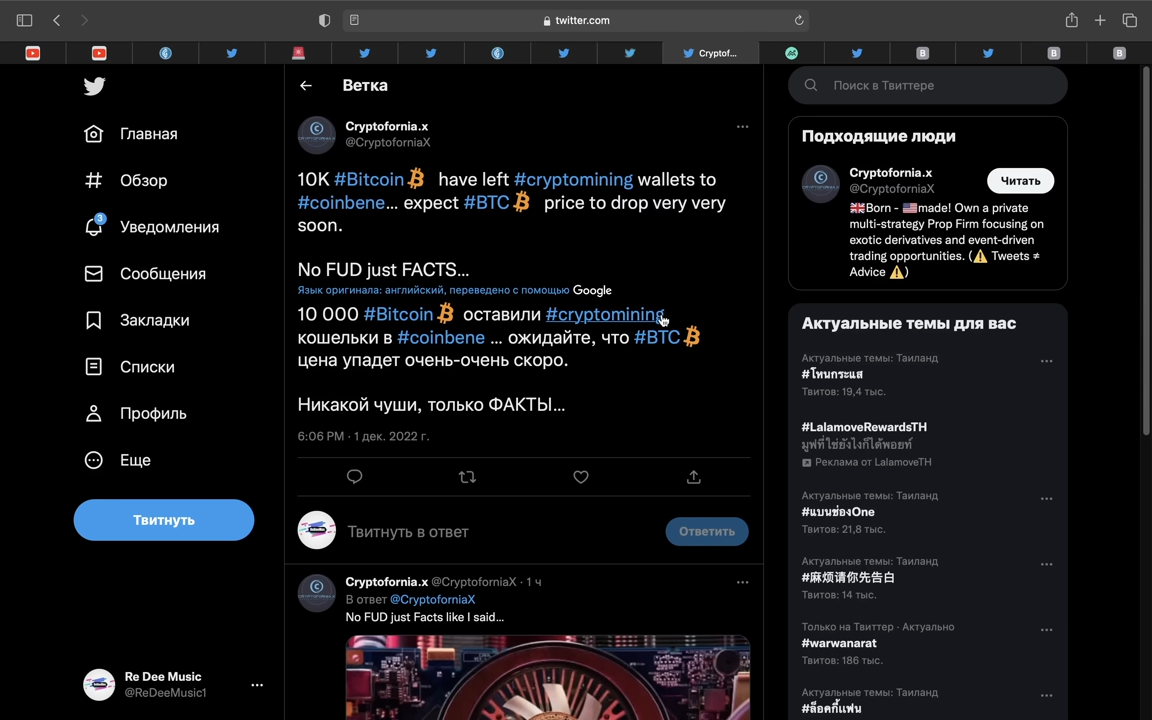 twitter.com
Cryptof...
Главная
Обзор
3
Уведомления
Сообщения
Закладки
Списки
Профиль
Еще
Твитнуть
Re Dee Music
@ReDeeMusic1
Ветка
Cryptofornia.x
@CryptoforniaX
10K #Bitcoin have left #cryptomining wallets to
#coinbene... expect #BTC price to drop very very
soon.
No FUD just FACTS...
Язык оригинала: английский, переведено с помощью Google
10 000 #Bitcoin оставили #cryptomining
кошельки в #coinbene ... ожидайте, что #BTC
цена упадет очень-очень скоро.
Никакой чуши, только ФАКТЫ...
6:06 PM · 1 дек. 2022 г.
Твитнуть в ответ
Ответить
Cryptofornia.x @CryptoforniaX · 1 ч
В ответ @CryptoforniaX
No FUD just Facts like I said...
Поиск в Твиттере
Подходящие люди
Cryptofornia.x
@CryptoforniaX
Читать
🇬🇧Born - 🇺🇸made! Own a private
multi-strategy Prop Firm focusing on
exotic derivatives and event-driven
trading opportunities. (⚠️ Tweets ≠
Advice ⚠️)
Актуальные темы для вас
Актуальные темы: Таиланд
#โหนกระแส
Твитов: 19,4 тыс.
#LalamoveRewardsTH
มูฟที่ใช่ยังไงก็ได้พอยท์
Реклама от LalamoveTH
Актуальные темы: Таиланд
#แบนช่องOne
Твитов: 21,8 тыс.
Актуальные темы: Таиланд
#麻烦请你先告白
Твитов: 14 тыс.
Только на Твиттер · Актуально
#warwanarat
Твитов: 186 тыс.
Актуальные темы: Таиланд
#ล็อคกี้แฟน